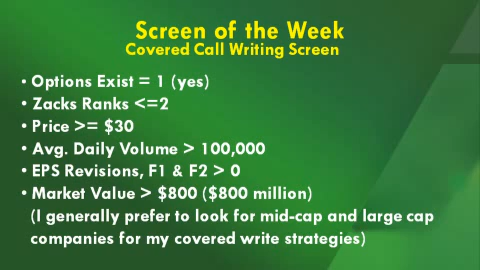 Screen of the Week
Covered Call Writing Screen
• Options Exist = 1 (yes)
• Zacks Ranks <=2
• Price >= $30
• Avg. Daily Volume > 100,000
• EPS Revisions, F1 & F2 > 0
• Market Value > $800 ($800 million)
(I generally prefer to look for mid-cap and large cap
companies for my covered write strategies)